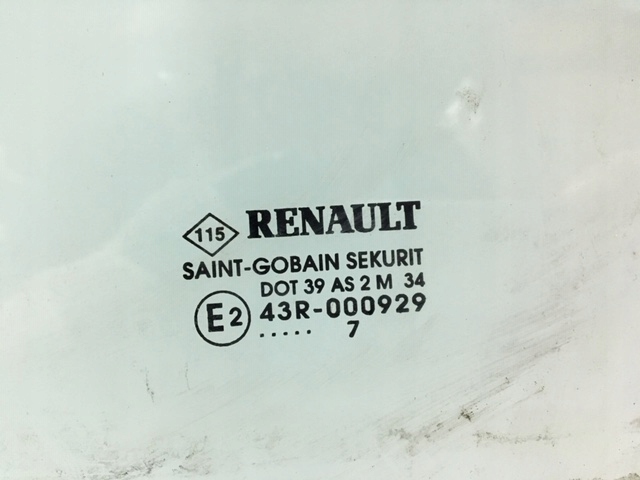 115 RENAULT
SAINT-GOBAIN SEKURIT
DOT 39 AS 2 M 34
E2 43R-000929
..... 7